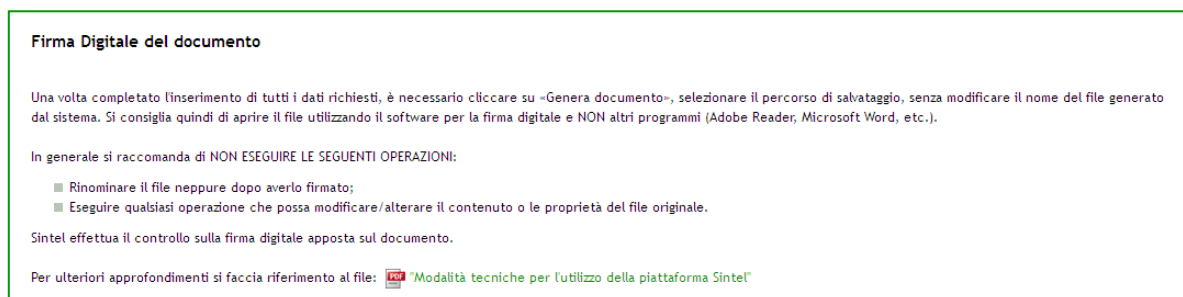 Firma Digitale del documento
Una volta completato l'inserimento di tutti i dati richiesti, è necessario cliccare su «Genera documento», selezionare il percorso di salvataggio, senza modificare il nome del file generato
dal sistema. Si consiglia quindi di aprire il file utilizzando il software per la firma digitale e NON altri programmi (Adobe Reader, Microsoft Word, etc.).
In generale si raccomanda di NON ESEGUIRE LE SEGUENTI OPERAZIONI:
Rinominare il file neppure dopo averlo firmato;
Eseguire qualsiasi operazione che possa modificare/alterare il contenuto o le proprietà del file originale.
Sintel effettua il controllo sulla firma digitale apposta sul documento.
Per ulteriori approfondimenti si faccia riferimento al file: PDF "Modalità tecniche per l'utilizzo della piattaforma Sintel"